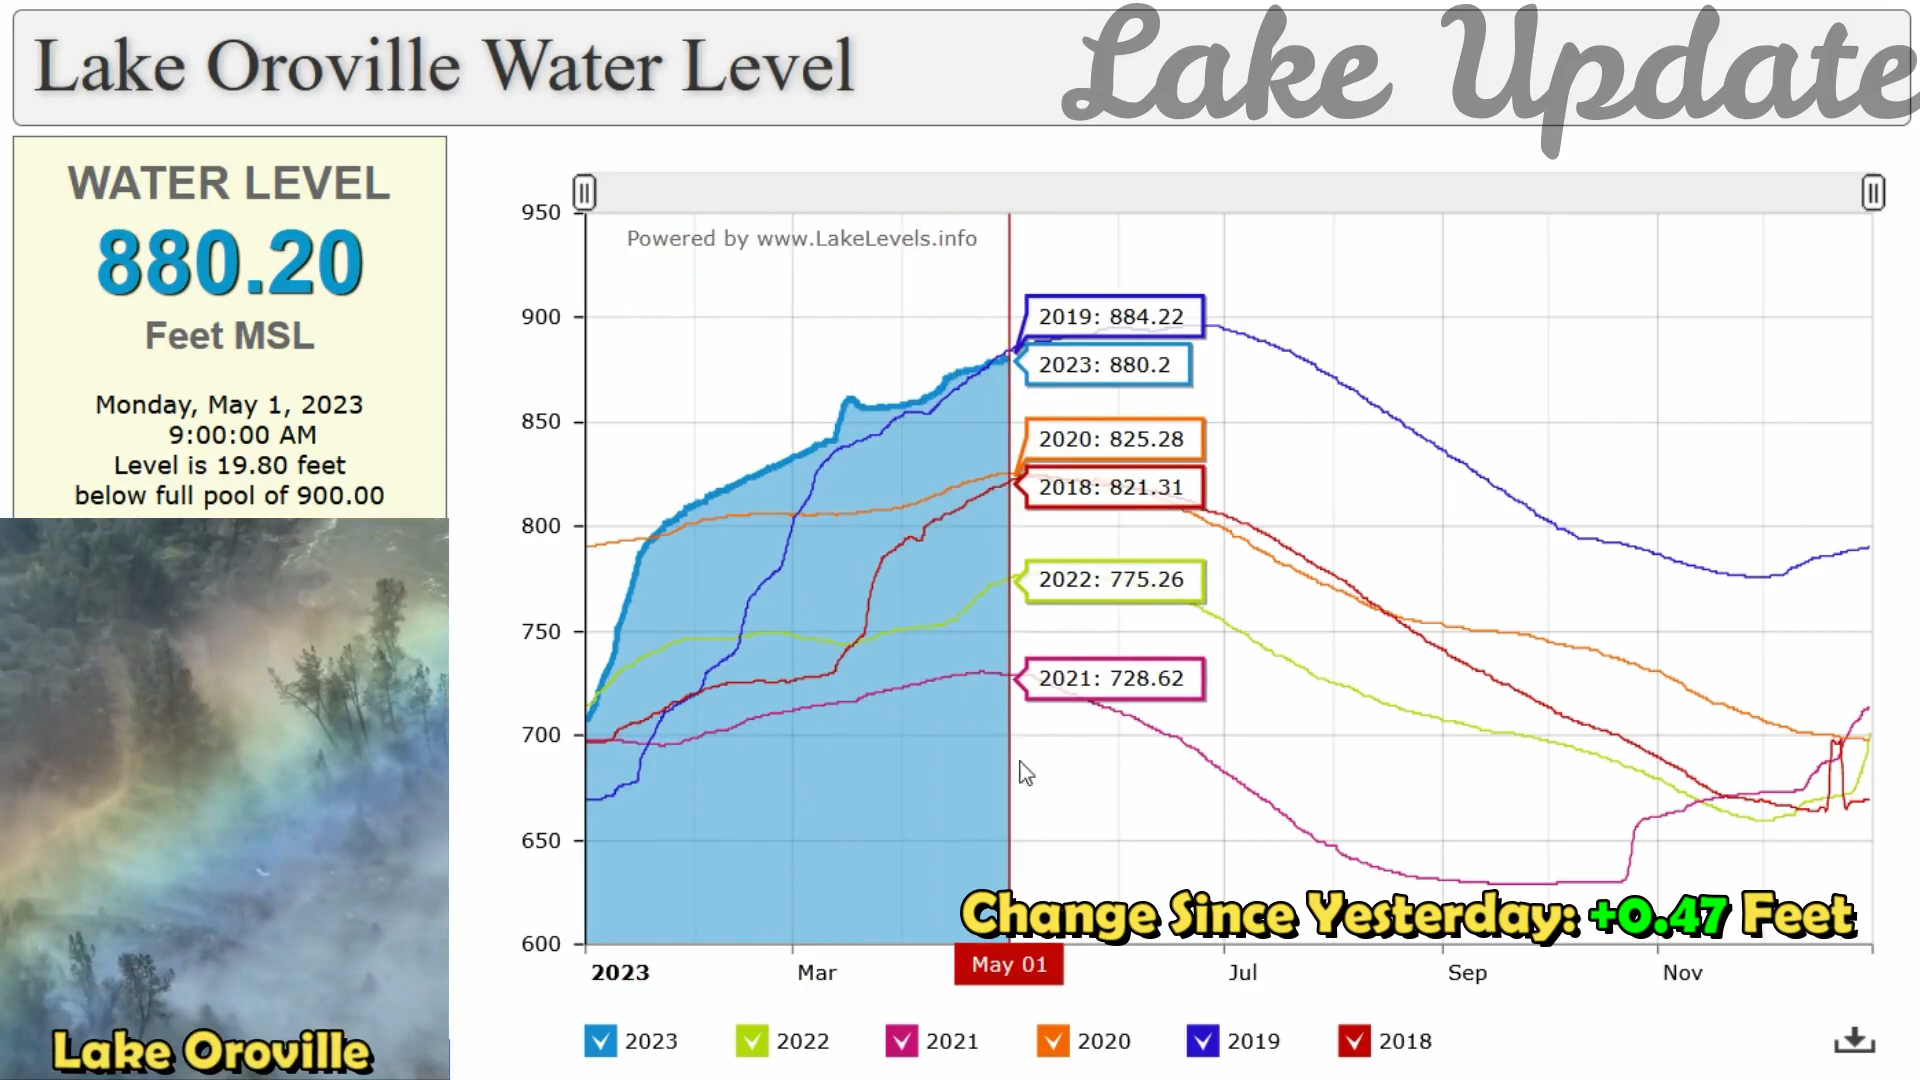 Lake Oroville Water Level
Lake Update
WATER LEVEL
880.20
Feet MSL
Monday, May 1, 2023
9:00:00 AM
Level is 19.80 feet
below full pool of 900.00
Lake Oroville
950
900
850
800
750
700
650
600
Powered by www.LakeLevels.info
2019: 884.22
2023: 880.2
2020: 825.28
2018: 821.31
2022: 775.26
2021: 728.62
Change Since Yesterday: +0.47 Feet
2023 Mar May 01 Jul Sep Nov
2023 2022 2021 2020 2019 2018